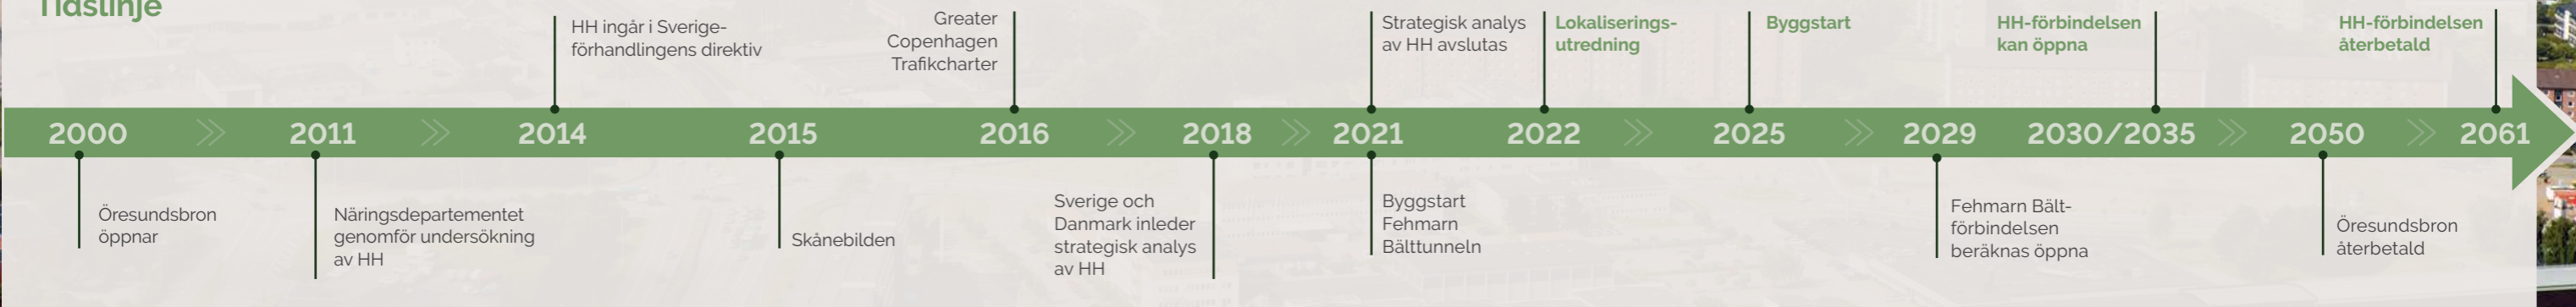 Tidslinje
HH ingår i Sverige-
förhandlingens direktiv
Greater
Copenhagen
Trafikcharter
Strategisk analys
av HH avslutas
Lokaliserings-
utredning
Byggstart
HH-förbindelsen
kan öppna
HH-förbindelsen
återbetald
2000 2011 2014 2015 2016 2018 2021 2022 2025 2029 2030/2035 2050 2061
Öresundsbron
öppnar
Näringsdepartementet
genomför undersökning
av HH
Skånebilden
Sverige och
Danmark inleder
strategisk analys
av HH
Byggstart
Fehmarn
Bälttunneln
Fehmarn Bält-
förbindelsen
beräknas öppna
Öresundsbron
återbetald